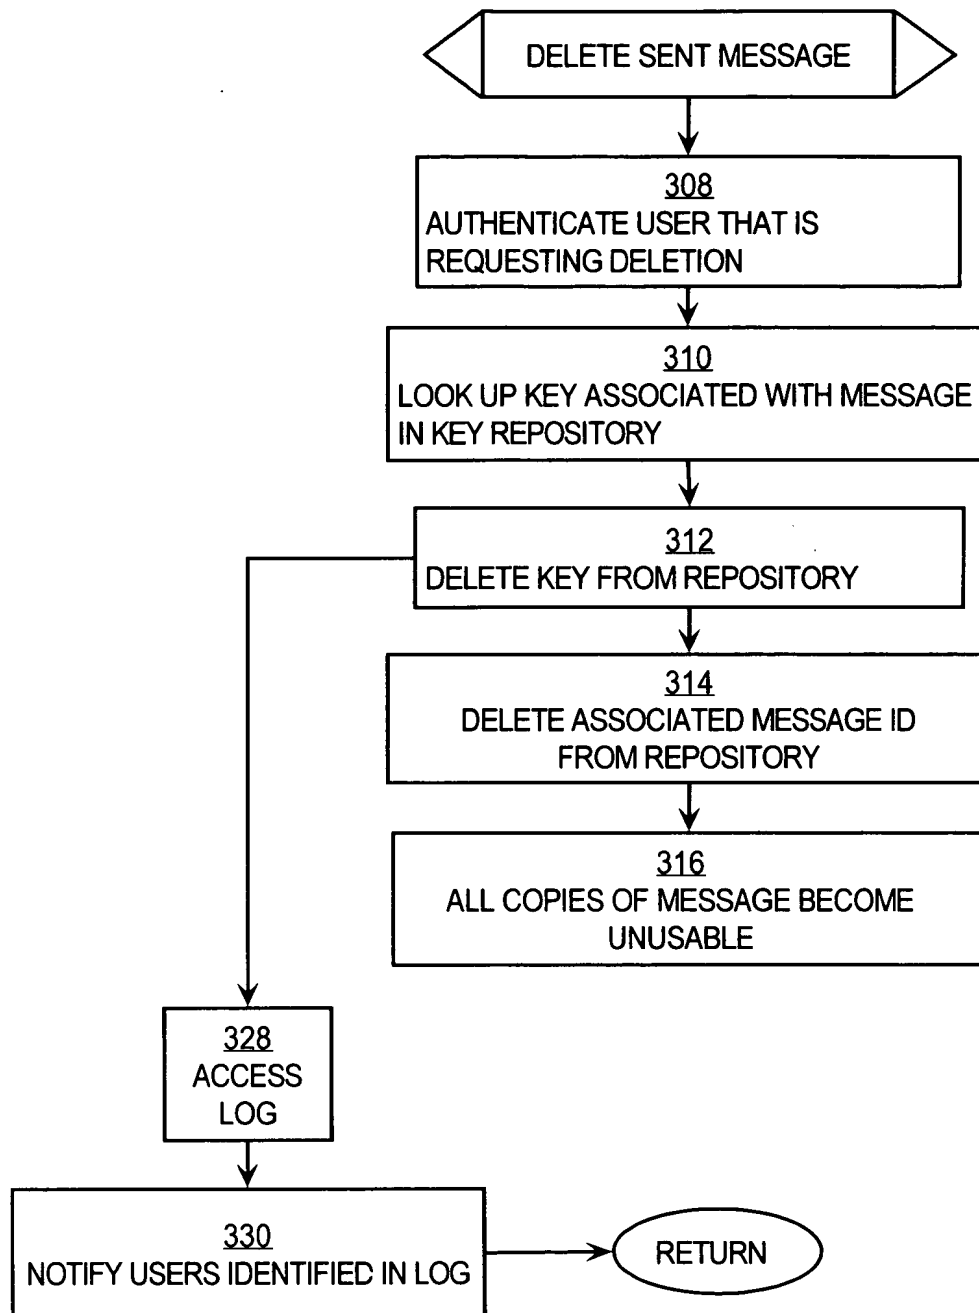 DELETE SENT MESSAGE
308
AUTHENTICATE USER THAT IS
REQUESTING DELETION
310
LOOK UP KEY ASSOCIATED WITH MESSAGE
IN KEY REPOSITORY
312
DELETE KEY FROM REPOSITORY
314
DELETE ASSOCIATED MESSAGE ID
FROM REPOSITORY
316
ALL COPIES OF MESSAGE BECOME
UNUSABLE
328
ACCESS
LOG
330
NOTIFY USERS IDENTIFIED IN LOG
RETURN